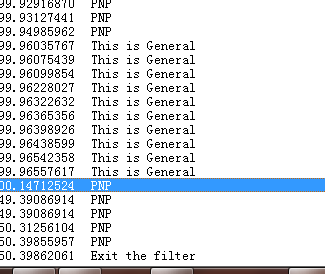 99.92916870 PNP
99.93127441 PNP
99.94985962 PNP
99.96035767 This is General
99.96075439 This is General
99.96099854 This is General
99.96228027 This is General
99.96322632 This is General
99.96365356 This is General
99.96398926 This is General
99.96438599 This is General
99.96542358 This is General
99.96557617 This is General
00.14712524 PNP
49.39086914 PNP
49.39086914 PNP
50.31256104 PNP
50.39855957 PNP
50.39862061 Exit the filter